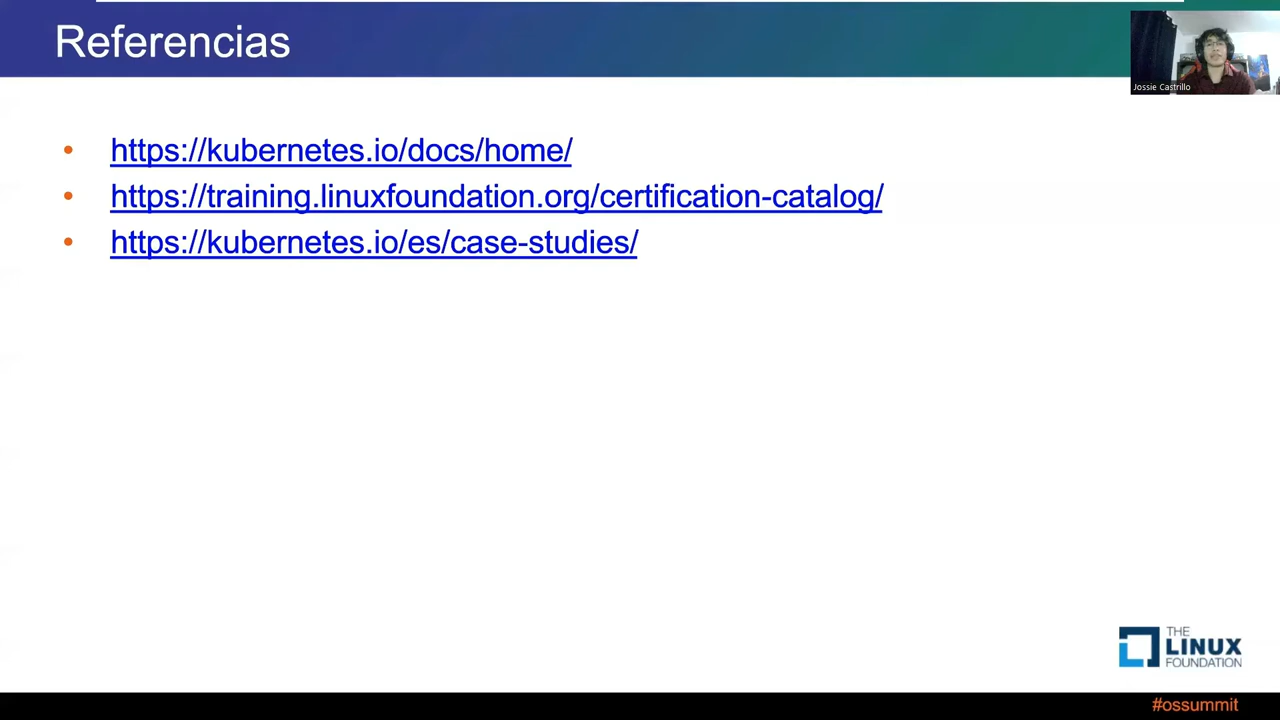 Referencias
Jossie Castrillo
• https://kubernetes.io/docs/home/
• https://training.linuxfoundation.org/certification-catalog/
• https://kubernetes.io/es/case-studies/
THE
LINUX
FOUNDATION
#ossummit